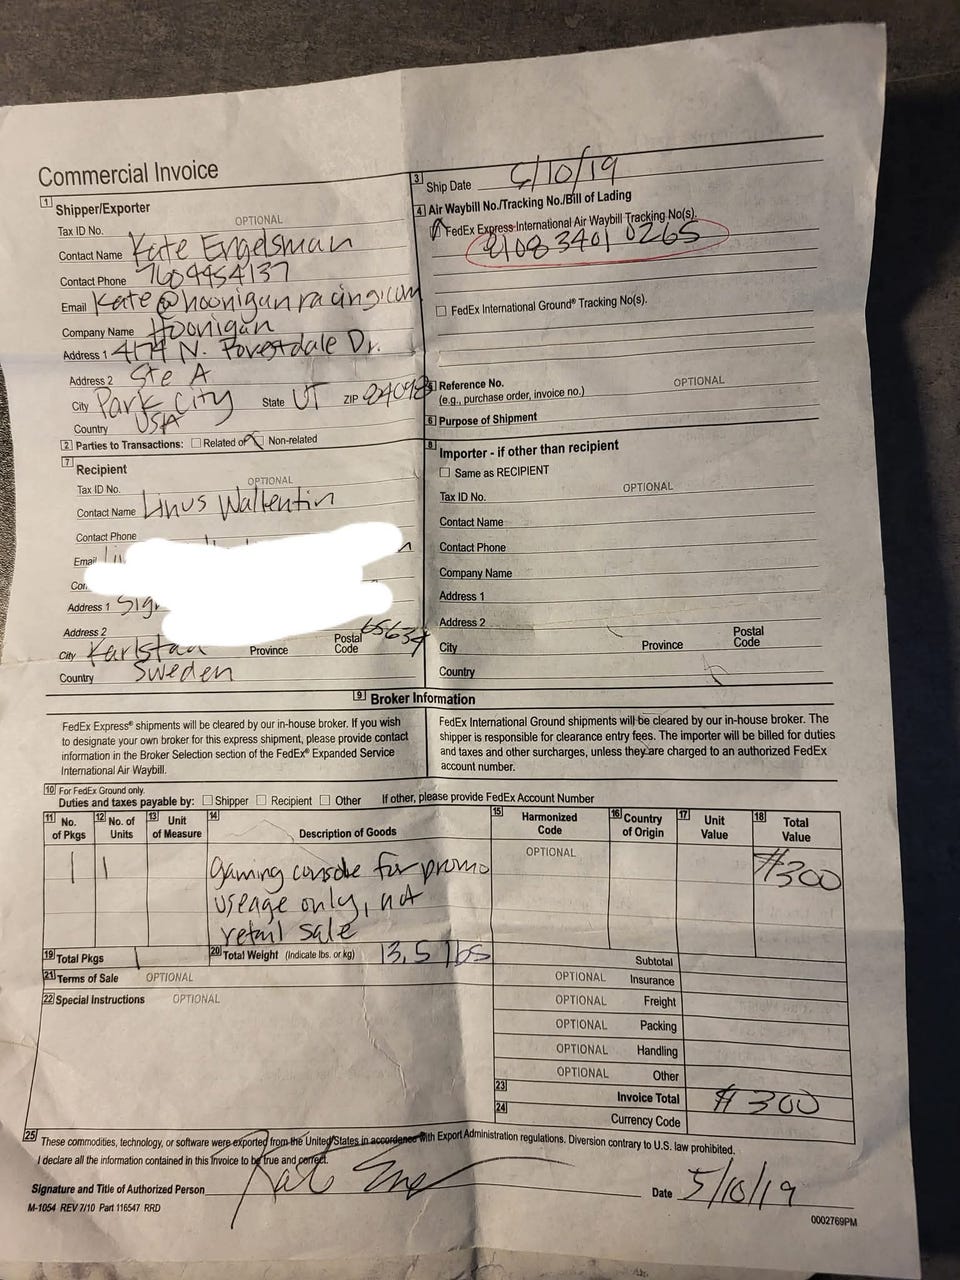 Commercial Invoice
1 Shipper/Exporter
Tax ID No. OPTIONAL
Contact Name Kate Engelsman
Contact Phone 7604954137
Email Kate@hooniganracing.com
Company Name Hoonigan
Address 1 4174 N. Forestdale Dr.
Address 2 Ste A
City Park City State UT ZIP 84098
Country USA
2 Parties to Transactions: Related or Non-related
3 Ship Date 5/10/19
4 Air Waybill No./Tracking No./Bill of Lading
FedEx Express International Air Waybill Tracking No(s).
8108 3401 0265
FedEx International Ground® Tracking No(s).
5 Reference No. OPTIONAL
(e.g., purchase order, invoice no.)
6 Purpose of Shipment
7 Recipient
Tax ID No. OPTIONAL
Contact Name Linus Wallentin
Contact Phone
Email
Address 1
Address 2
City Karlstad Province Postal Code 65634
Country Sweden
8 Importer - if other than recipient
Same as RECIPIENT
Tax ID No. OPTIONAL
Contact Name
Contact Phone
Company Name
Address 1
Address 2
City Province Postal Code
Country
9 Broker Information
FedEx Express® shipments will be cleared by our in-house broker. If you wish
to designate your own broker for this express shipment, please provide contact
information in the Broker Selection section of the FedEx® Expanded Service
International Air Waybill.
FedEx International Ground shipments will be cleared by our in-house broker. The
shipper is responsible for clearance entry fees. The importer will be billed for duties
and taxes and other surcharges, unless they are charged to an authorized FedEx
account number.
10 For FedEx Ground only.
Duties and taxes payable by: Shipper Recipient Other If other, please provide FedEx Account Number
11 No. of Pkgs 12 No. of Units 13 Unit of Measure 14 Description of Goods 15 Harmonized Code 16 Country of Origin 17 Unit Value 18 Total Value
OPTIONAL
1 1 gaming console for promo $300
useage only, not
retail sale
19 Total Pkgs 1 20 Total Weight (Indicate lbs. or kg) 13.5 lbs
Subtotal
21 Terms of Sale OPTIONAL
OPTIONAL Insurance
22 Special Instructions OPTIONAL
OPTIONAL Freight
OPTIONAL Packing
OPTIONAL Handling
OPTIONAL Other
23 Invoice Total $300
24 Currency Code
25 These commodities, technology, or software were exported from the United States in accordance with Export Administration regulations. Diversion contrary to U.S. law prohibited.
I declare all the information contained in this Invoice to be true and correct.
Signature and Title of Authorized Person Date 5/10/19
M-1054 REV 7/10 Part 116547 RRD
0002769PM